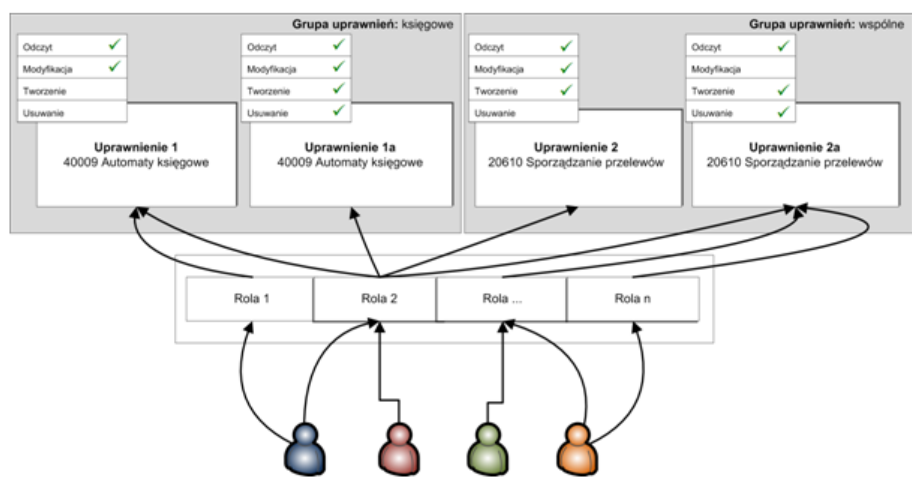 Grupa uprawnień: księgowe
Odczyt
Modyfikacja
Tworzenie
Usuwanie
Uprawnienie 1
40009 Automaty księgowe
Odczyt
Modyfikacja
Tworzenie
Usuwanie
Uprawnienie 1a
40009 Automaty księgowe
Grupa uprawnień: wspólne
Odczyt
Modyfikacja
Tworzenie
Usuwanie
Uprawnienie 2
20610 Sporządzanie przelewów
Odczyt
Modyfikacja
Tworzenie
Usuwanie
Uprawnienie 2a
20610 Sporządzanie przelewów
Rola 1
Rola 2
Rola ...
Rola n